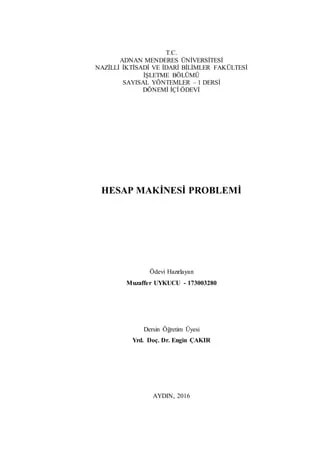 T.C.
ADNAN MENDERES ÜNİVERSİTESİ
NAZİLLİ İKTİSADİ VE İDARİ BİLİMLER FAKÜLTESİ
İŞLETME BÖLÜMÜ
SAYISAL YÖNTEMLER – 1 DERSİ
DÖNEMİ İÇİ ÖDEVİ
HESAP MAKİNESİ PROBLEMİ
Ödevi Hazırlayan
Muzaffer UYKUCU - 173003280
Dersin Öğretim Üyesi
Yrd. Doç. Dr. Engin ÇAKIR
AYDIN, 2016